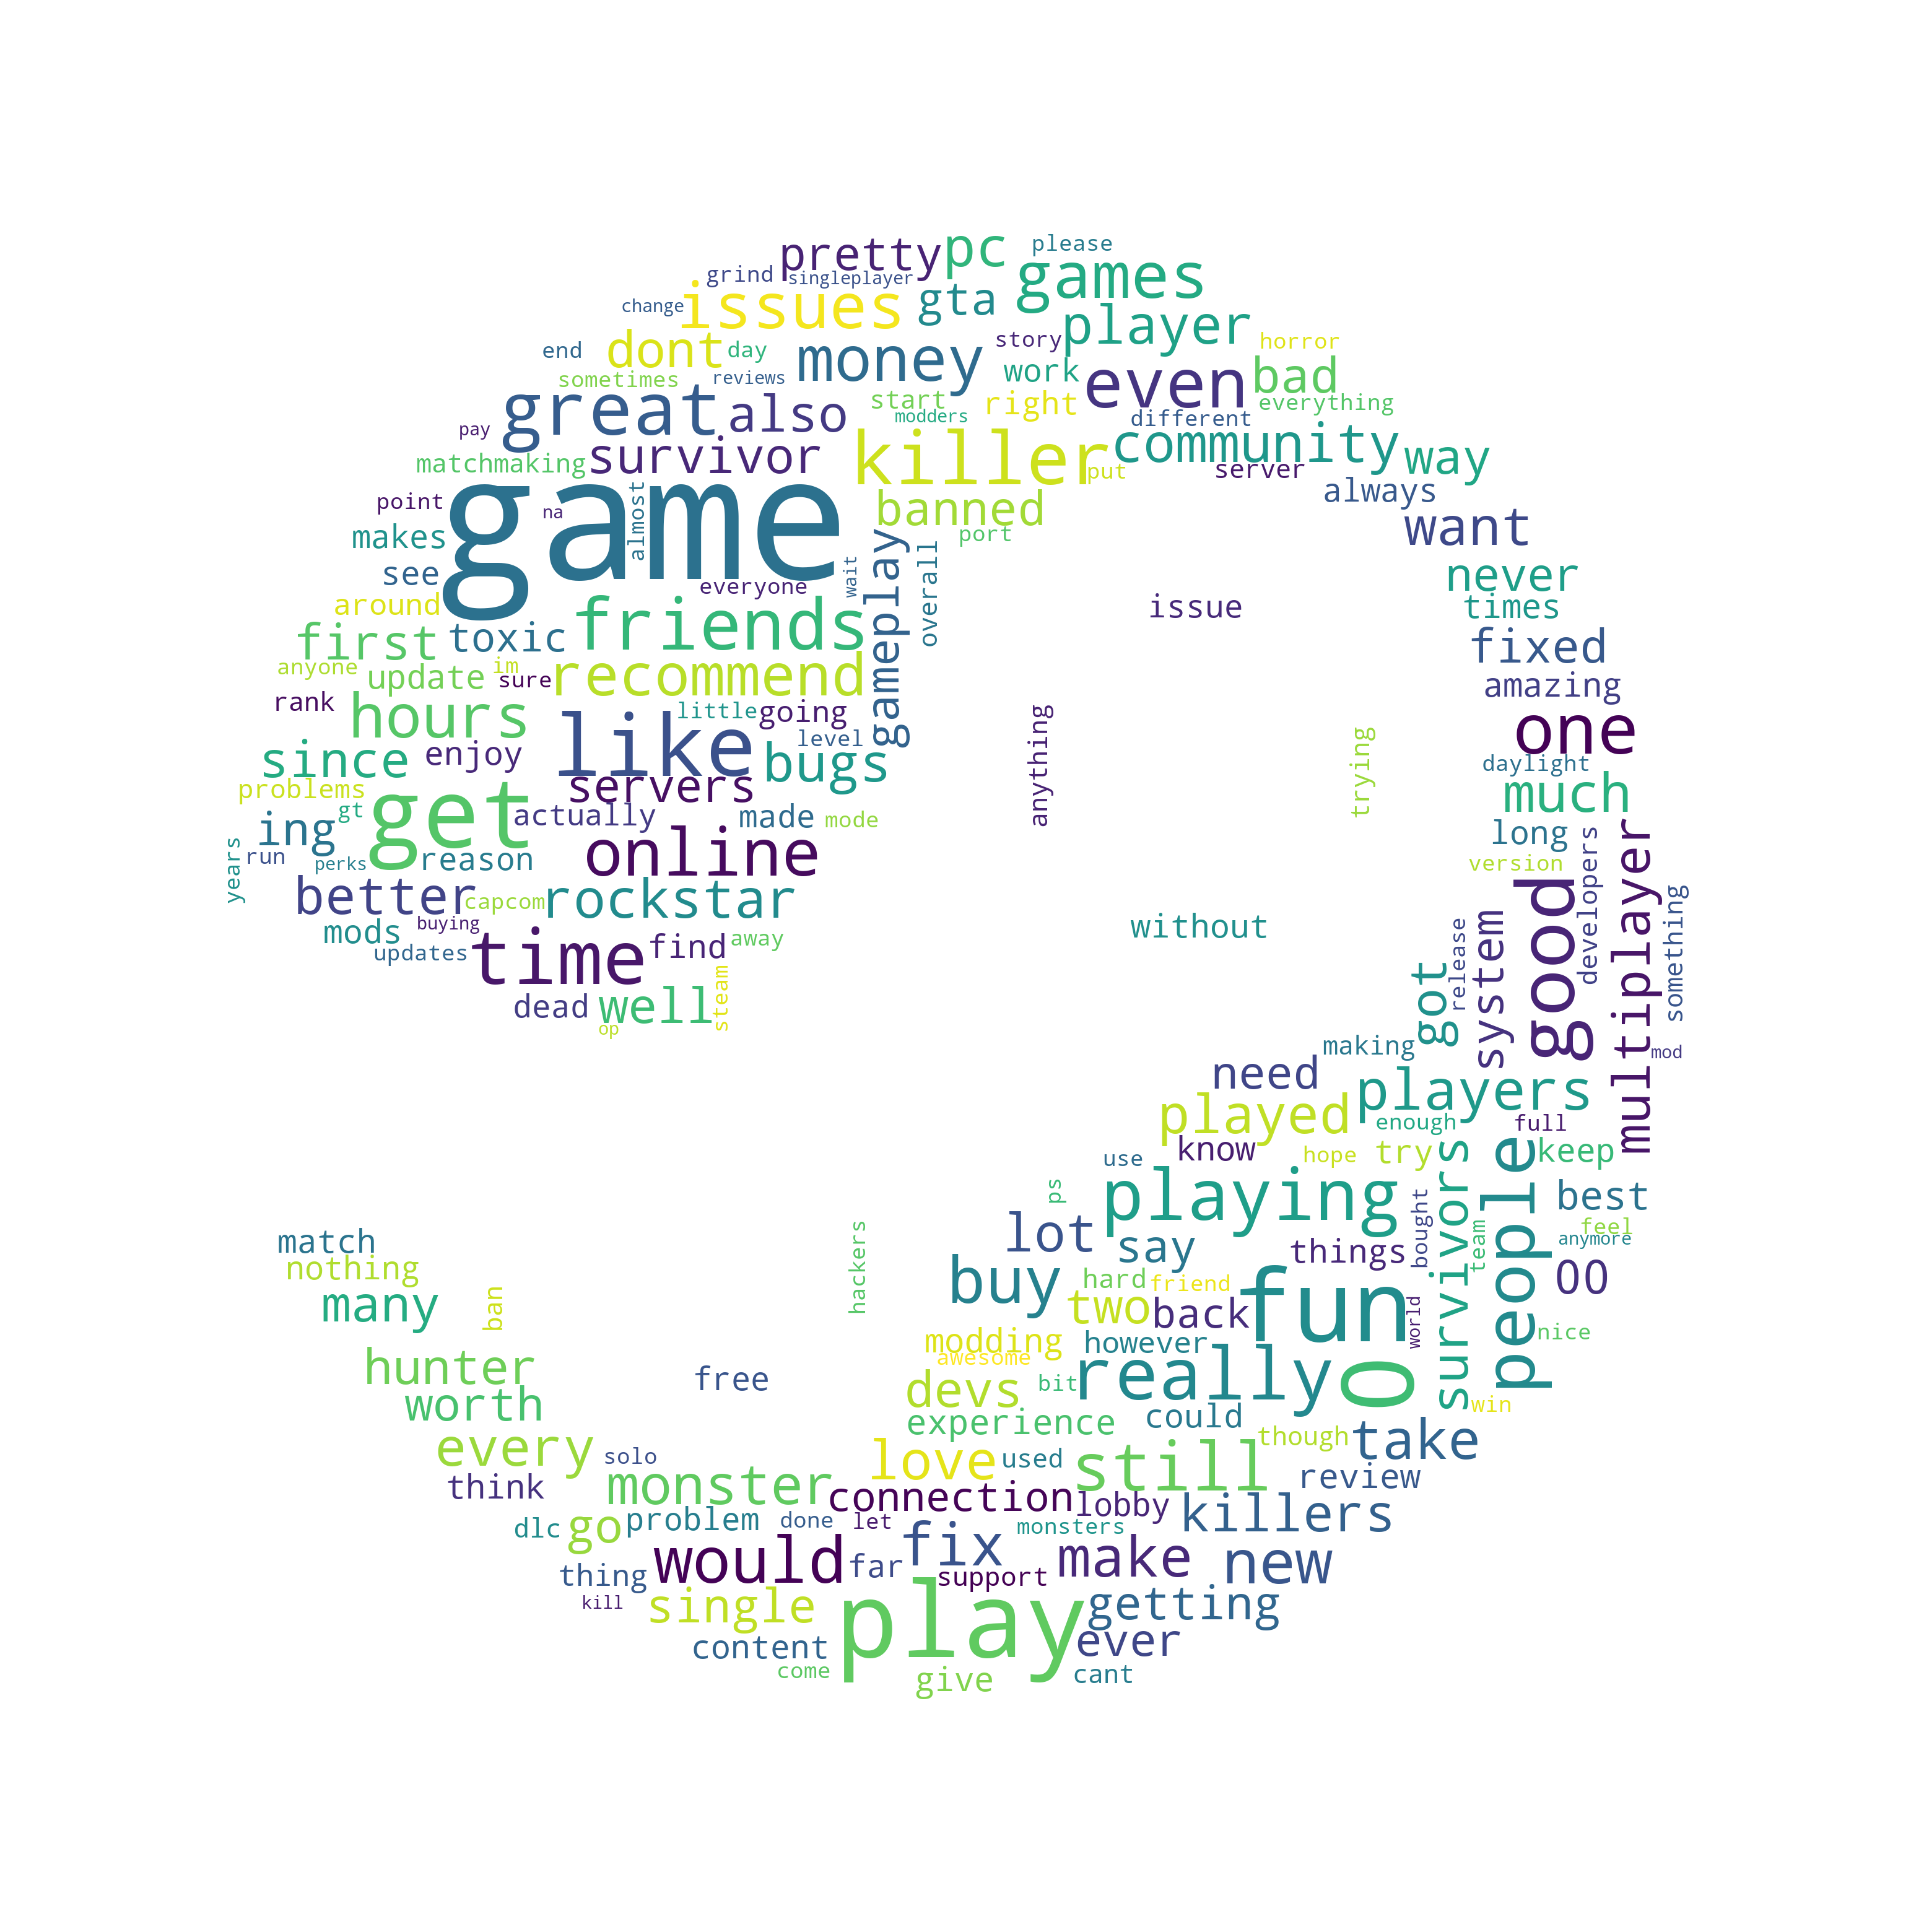 please
pretty
pc
grind
singleplayer
games
change
issues
gta
player
story
horror
end
dont
day
money
work
even
bad
sometimes
reviews
great
also
start
right
everything
modders
different
pay
community
way
matchmaking
survivor
killer
put
server
always
point
game
na
almost
banned
want
makes
port
see
everyone
wait
gameplay
overall
never
around
friends
issue
times
first
toxic
fixed
anyone
update
im
sure
recommend
amazing
rank
hours
like
little
going
anything
trying
one
since
enjoy
level
bugs
daylight
problems
servers
much
gt
get
actually
made
mode
ing
long
years
run
perks
reason
online
version
developers
multiplayer
better
capcom
rockstar
good
something
mods
buying
without
system
updates
time
find
away
release
dead
well
steam
got
op
making
mod
need
players
played
enough
full
know
use
hope
try
keep
ps
playing
survivors
people
best
match
lot
say
things
bought
team
feel
nothing
hackers
anymore
many
ban
buy
hard
friend
fun
00
two
back
world
modding
however
nice
hunter
awesome
free
devs
bit
really
0
worth
experience
could
win
every
solo
love
used
still
though
take
think
monster
connection
lobby
review
dlc
go
problem
done
let
monsters
killers
thing
would
far
fix
support
make
new
kill
single
play
getting
content
ever
come
give
cant